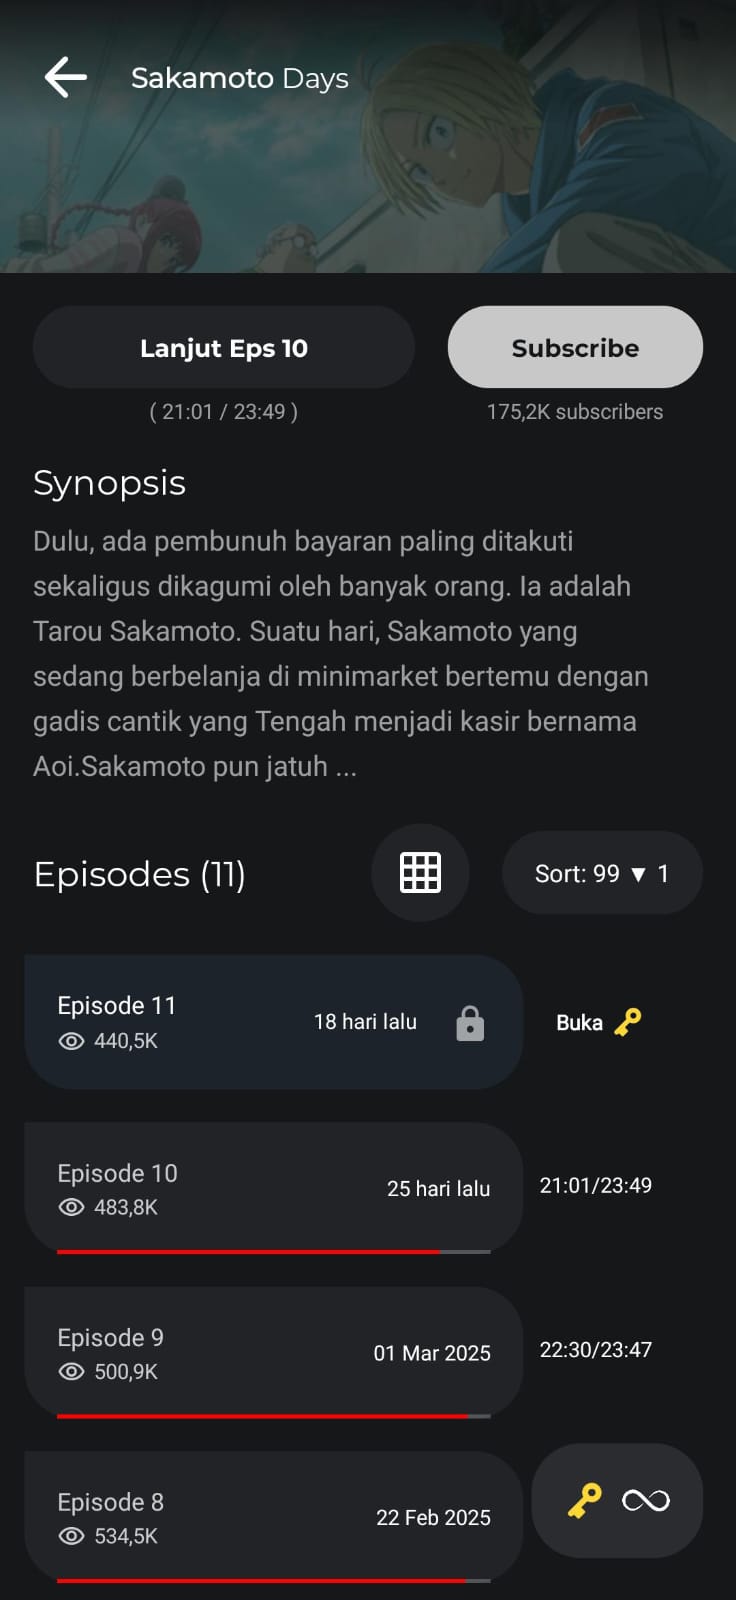 Sakamoto Days
Lanjut Eps 10
Subscribe
( 21:01 / 23:49 )
175,2K subscribers
Synopsis
Dulu, ada pembunuh bayaran paling ditakuti
sekaligus dikagumi oleh banyak orang. Ia adalah
Tarou Sakamoto. Suatu hari, Sakamoto yang
sedang berbelanja di minimarket bertemu dengan
gadis cantik yang Tengah menjadi kasir bernama
Aoi.Sakamoto pun jatuh ...
Episodes (11)
Sort: 99 ▼ 1
Episode 11
440,5K
18 hari lalu
Buka
Episode 10
483,8K
25 hari lalu
21:01/23:49
Episode 9
500,9K
01 Mar 2025
22:30/23:47
Episode 8
534,5K
22 Feb 2025